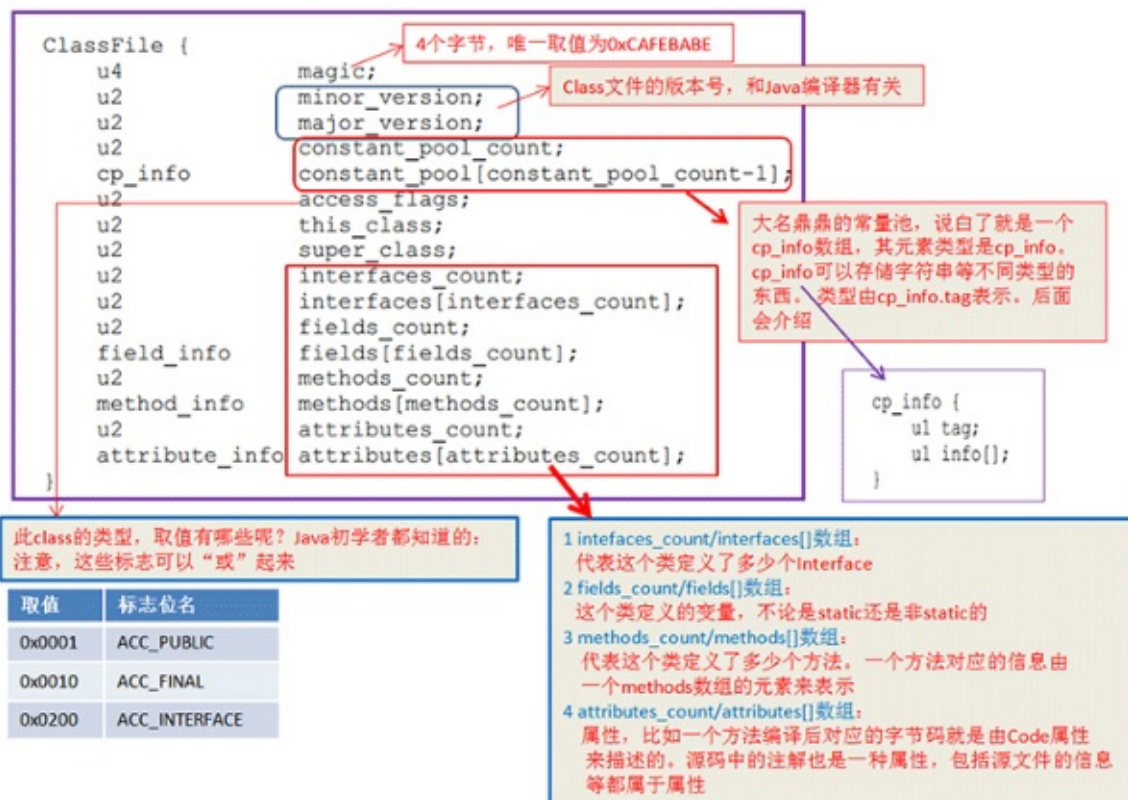 ClassFile {
u4 magic;
u2 minor_version;
u2 major_version;
u2 constant_pool_count;
cp_info constant_pool[constant_pool_count-1];
u2 access_flags;
u2 this_class;
u2 super_class;
u2 interfaces_count;
u2 interfaces[interfaces_count];
u2 fields_count;
field_info fields[fields_count];
u2 methods_count;
method_info methods[methods_count];
u2 attributes_count;
attribute_info attributes[attributes_count];
}
4个字节，唯一取值为0xCAFEBABE
Class文件的版本号，和Java编译器有关
大名鼎鼎的常量池，说白了就是一个
cp_info数组，其元素类型是cp_info。
cp_info可以存储字符串等不同类型的
东西。类型由cp_info.tag表示。后面
会介绍
cp_info {
u1 tag;
u1 info[];
}
此class的类型，取值有哪些呢？Java初学者都知道的：
注意，这些标志可以“或”起来
取值 标志位名
0x0001 ACC_PUBLIC
0x0010 ACC_FINAL
0x0200 ACC_INTERFACE
1 intefaces_count/interfaces[]数组：
代表这个类定义了多少个Interface
2 fields_count/fields[]数组：
这个类定义的变量，不论是static还是非static的
3 methods_count/methods[]数组：
代表这个类定义了多少个方法。一个方法对应的信息由
一个methods数组的元素来表示
4 attributes_count/attributes[]数组：
属性，比如一个方法编译后对应的字节码就是由Code属性
来描述的。源码中的注解也是一种属性，包括源文件的信息
等都属于属性